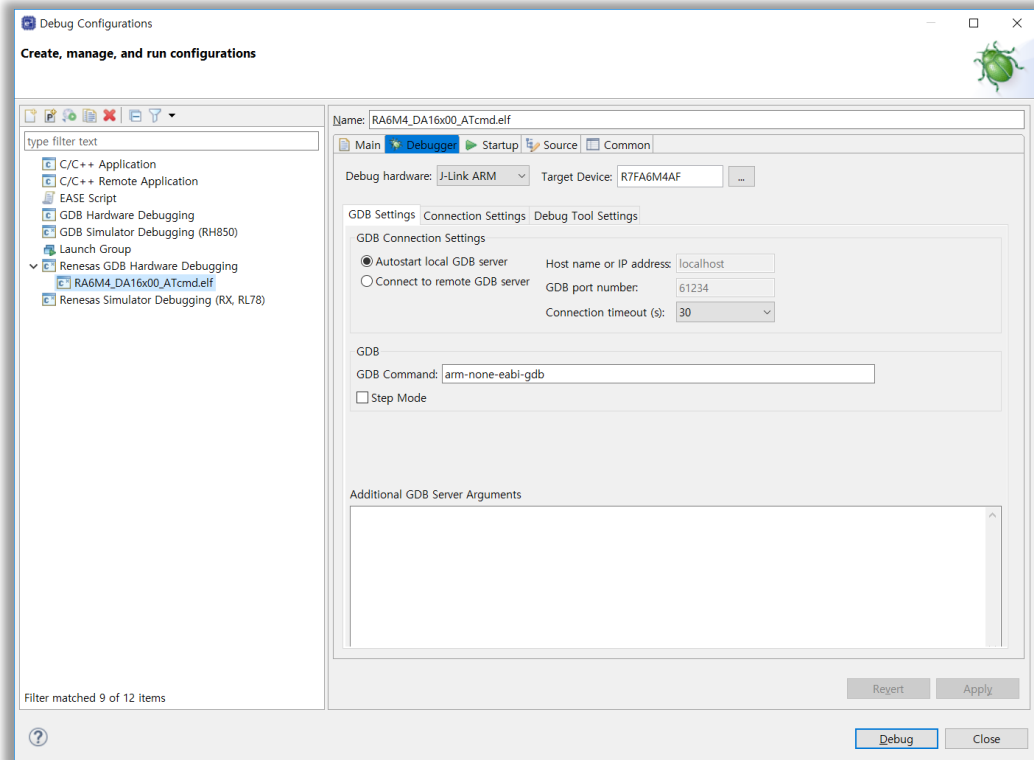 Debug Configurations
Create, manage, and run configurations
type filter text
C/C++ Application
C/C++ Remote Application
EASE Script
GDB Hardware Debugging
GDB Simulator Debugging (RH850)
Launch Group
Renesas GDB Hardware Debugging
RA6M4_DA16x00_ATcmd.elf
Renesas Simulator Debugging (RX, RL78)
Filter matched 9 of 12 items
Name: RA6M4_DA16x00_ATcmd.elf
Main Debugger Startup Source Common
Debug hardware: J-Link ARM Target Device: R7FA6M4AF ...
GDB Settings Connection Settings Debug Tool Settings
GDB Connection Settings
Autostart local GDB server Host name or IP address: localhost
Connect to remote GDB server GDB port number: 61234
Connection timeout (s): 30
GDB
GDB Command: arm-none-eabi-gdb
Step Mode
Additional GDB Server Arguments
Revert Apply
Debug Close